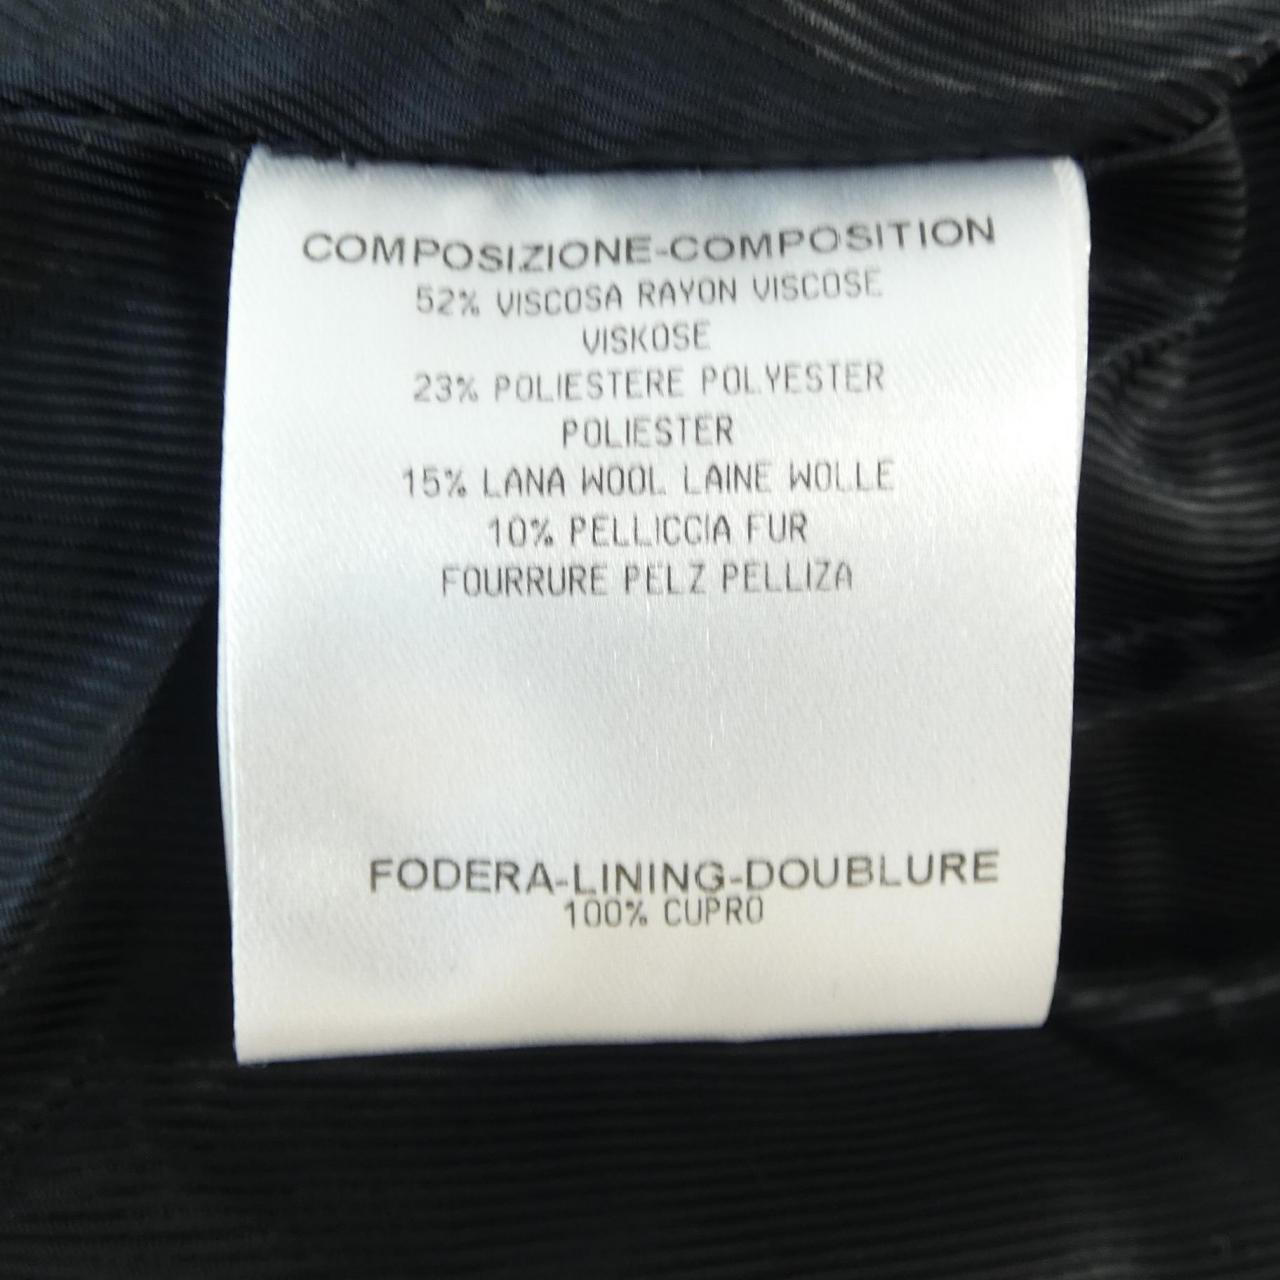 COMPOSIZIONE-COMPOSITION
52% VISCOSA RAYON VISCOSE
VISKOSE
23% POLIESTERE POLYESTER
POLIESTER
15% LANA WOOL LAINE WOLLE
10% PELLICCIA FUR
FOURRURE PELZ PELLIZA
FODERA-LINING-DOUBLURE
100% CUPRO